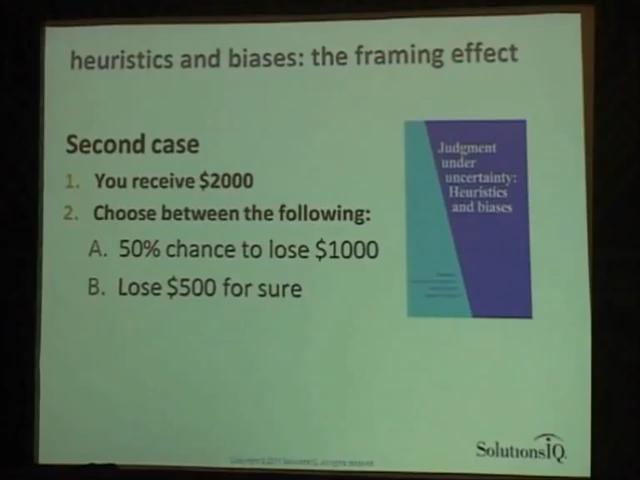 heuristics and biases: the framing effect
Second case
1. You receive $2000
2. Choose between the following:
A. 50% chance to lose $1000
B. Lose $500 for sure
Judgment
under
uncertainty:
Heuristics
and biases
SolutionsIQ